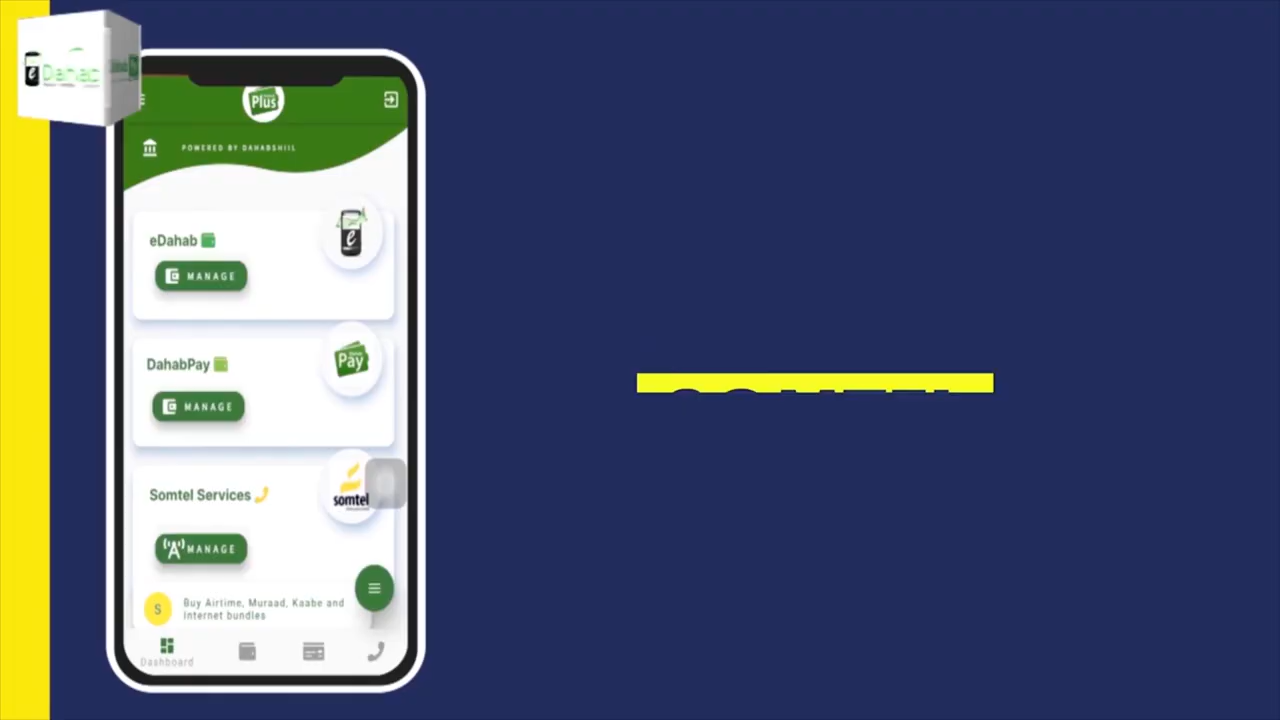 e Dahab
Plus
POWERED BY DAHABSHIIL
eDahab
e
MANAGE
DahabPay
Pay
MANAGE
Somtel Services
somtel
MANAGE
S
Buy Airtime, Muraad, Kaabe and
Internet bundles
Dashboard